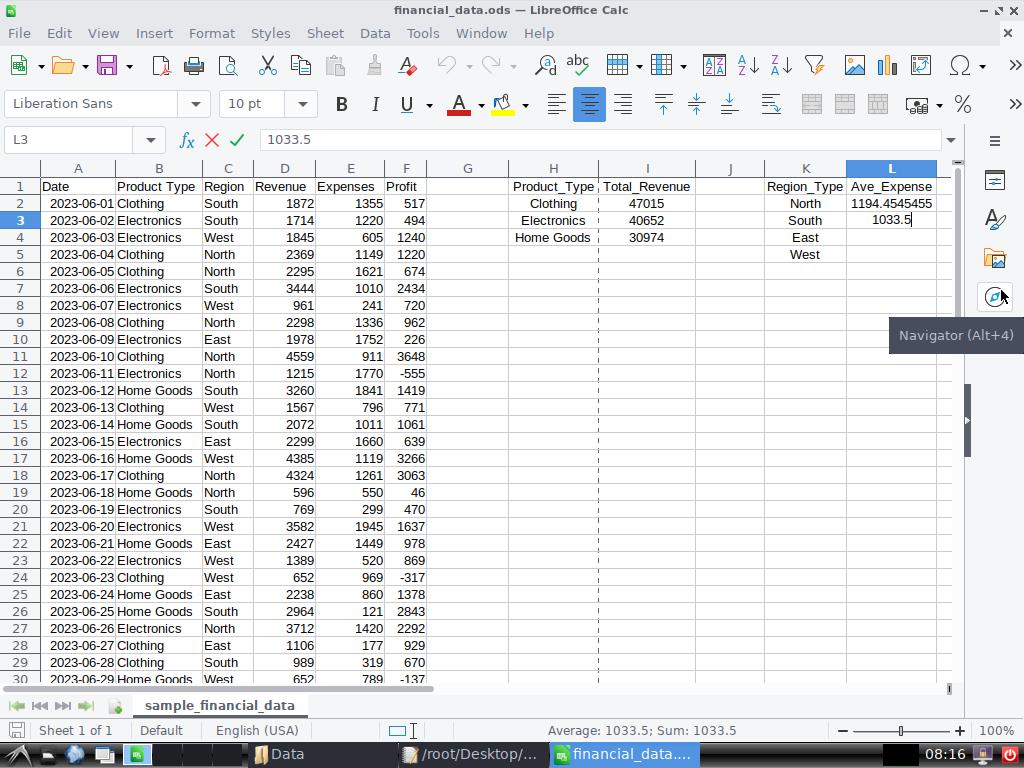 financial_data.ods — LibreOffice Calc
File Edit View Insert Format Styles Sheet Data Tools Window Help
Liberation Sans 10 pt
L3 1033.5
A B C D E F G H I J K L
1 Date Product Type Region Revenue Expenses Profit Product_Type Total_Revenue Region_Type Ave_Expense
2 2023-06-01 Clothing South 1872 1355 517 Clothing 47015 North 1194.4545455
3 2023-06-02 Electronics South 1714 1220 494 Electronics 40652 South 1033.5
4 2023-06-03 Electronics West 1845 605 1240 Home Goods 30974 East
5 2023-06-04 Clothing North 2369 1149 1220 West
6 2023-06-05 Clothing North 2295 1621 674
7 2023-06-06 Electronics South 3444 1010 2434
8 2023-06-07 Electronics West 961 241 720
9 2023-06-08 Clothing North 2298 1336 962
10 2023-06-09 Electronics East 1978 1752 226
Navigator (Alt+4)
11 2023-06-10 Clothing North 4559 911 3648
12 2023-06-11 Electronics North 1215 1770 -555
13 2023-06-12 Home Goods South 3260 1841 1419
14 2023-06-13 Clothing West 1567 796 771
15 2023-06-14 Home Goods South 2072 1011 1061
16 2023-06-15 Electronics East 2299 1660 639
17 2023-06-16 Home Goods West 4385 1119 3266
18 2023-06-17 Clothing North 4324 1261 3063
19 2023-06-18 Home Goods North 596 550 46
20 2023-06-19 Electronics South 769 299 470
21 2023-06-20 Electronics West 3582 1945 1637
22 2023-06-21 Home Goods East 2427 1449 978
23 2023-06-22 Electronics West 1389 520 869
24 2023-06-23 Clothing West 652 969 -317
25 2023-06-24 Home Goods East 2238 860 1378
26 2023-06-25 Home Goods South 2964 121 2843
27 2023-06-26 Electronics North 3712 1420 2292
28 2023-06-27 Clothing East 1106 177 929
29 2023-06-28 Clothing South 989 319 670
30 2023-06-29 Home Goods West 652 789 -137
sample_financial_data
Sheet 1 of 1 Default English (USA) Average: 1033.5; Sum: 1033.5 100%
Data /root/Desktop/... financial_data.... 08:16